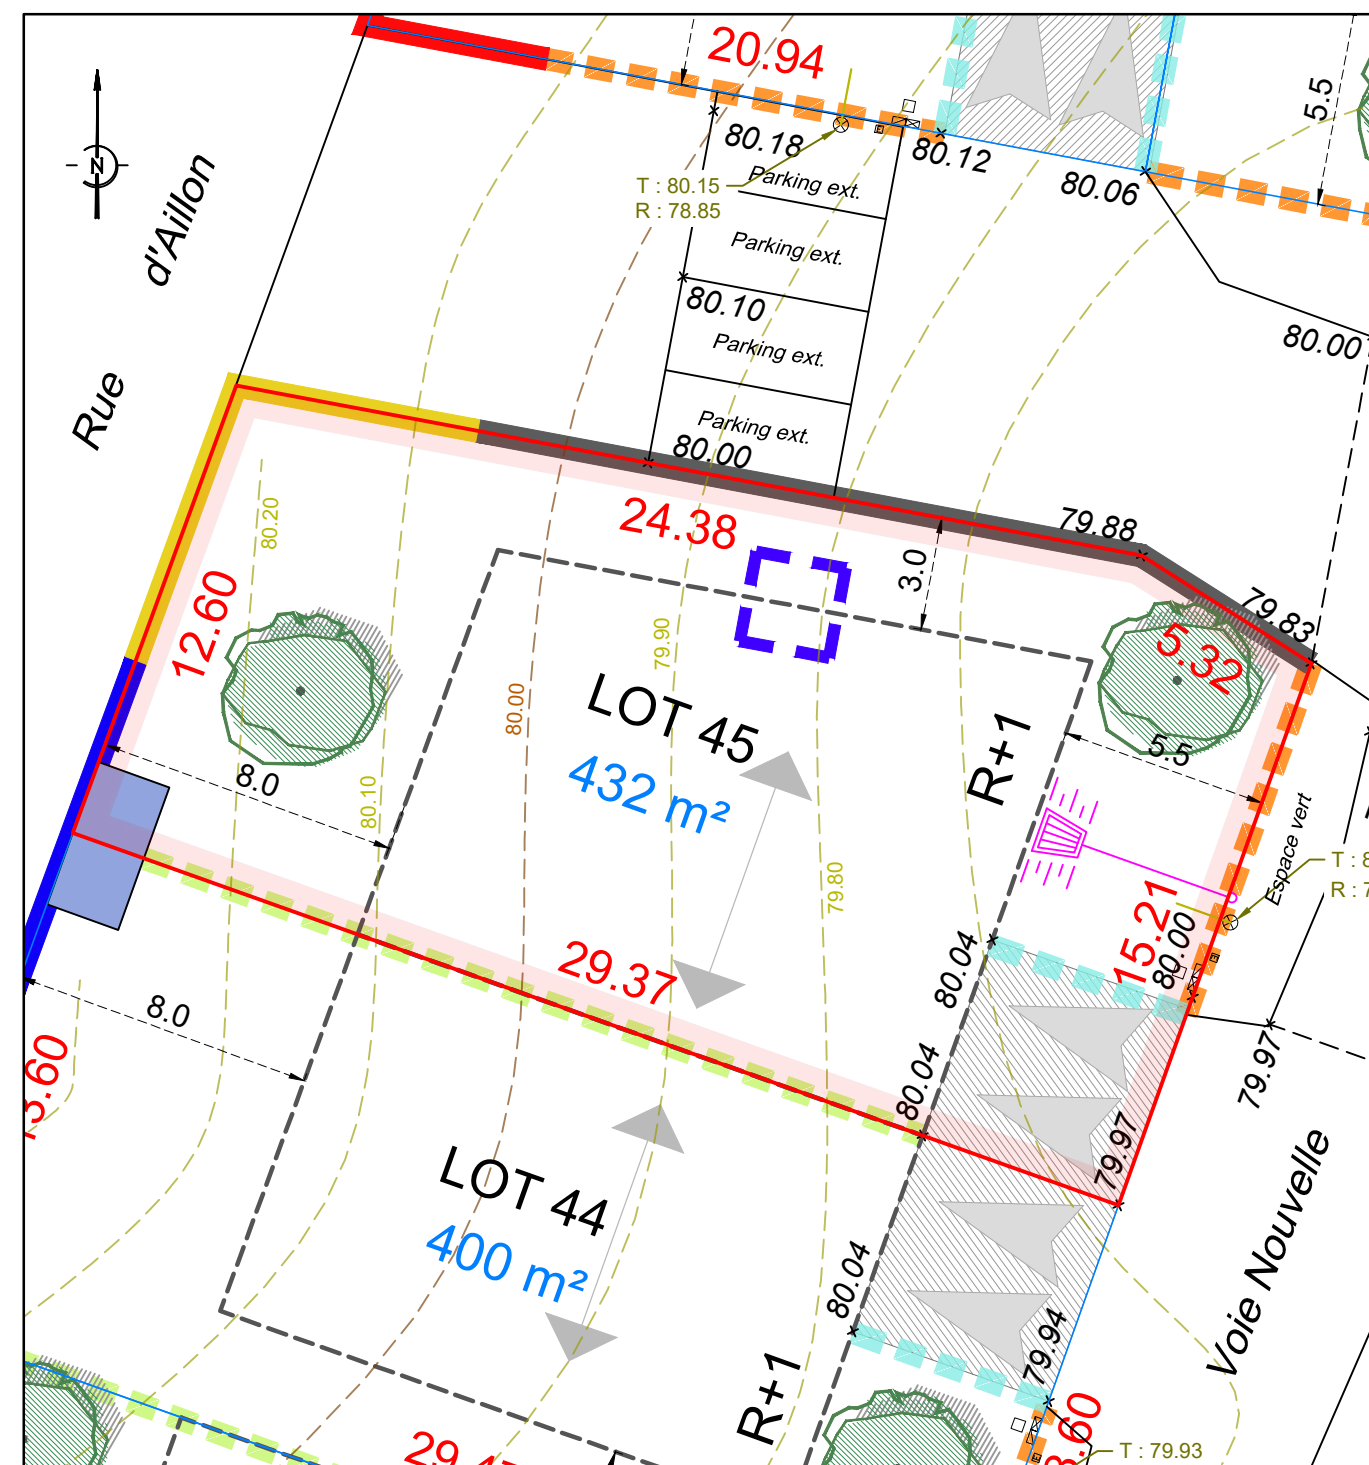 20.94
5.5
80.18
80.12
80.06
T : 80.15
R : 78.85
Parking ext.
Parking ext.
80.10
Parking ext.
Parking ext.
80.00
80.00
N
Rue d'Aillon
24.38
79.88
3.0
79.83
80.20
12.60
5.32
79.90
80.00
LOT 45
432 m²
R+1
5.5
8.0
80.10
Espace vert
T : 8
R : 7
79.80
15.21
80.00
80.04
29.37
8.0
79.97
80.04
79.97
LOT 44
400 m²
Voie Nouvelle
80.04
79.94
R+1
T : 79.93